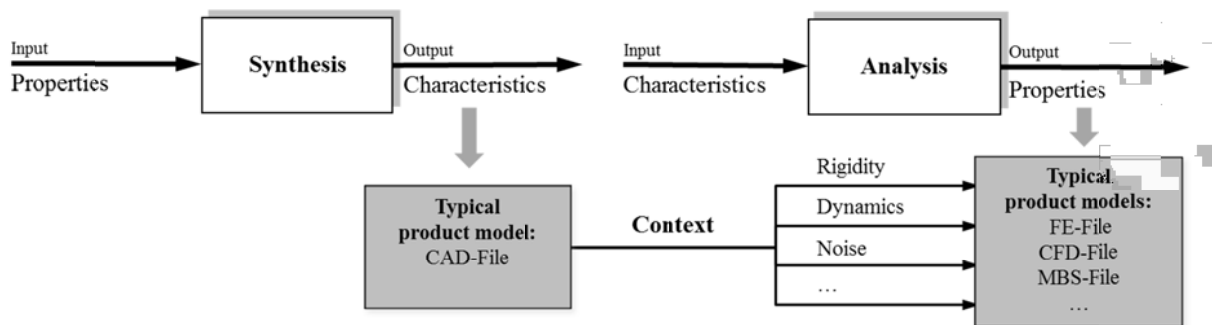 Input
Properties
Synthesis
Output
Characteristics
Input
Characteristics
Analysis
Output
Properties
Typical
product model:
CAD-File
Context
Rigidity
Dynamics
Noise
…
Typical
product models:
FE-File
CFD-File
MBS-File
…